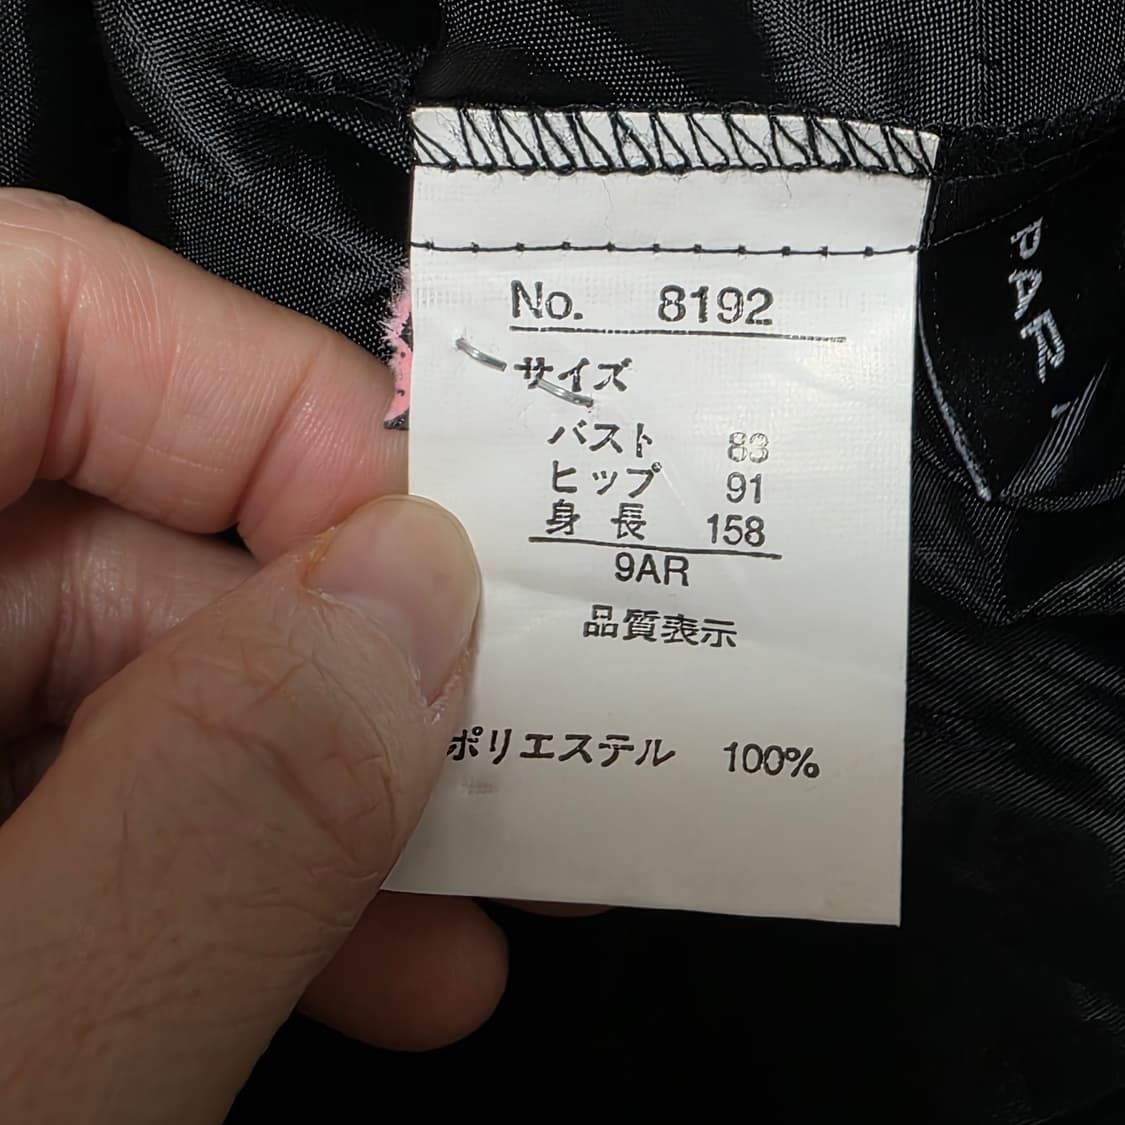 No. 8192
サイズ
バスト 83
ヒップ 91
身長 158
9AR
品質表示
ポリエステル 100%
PAR